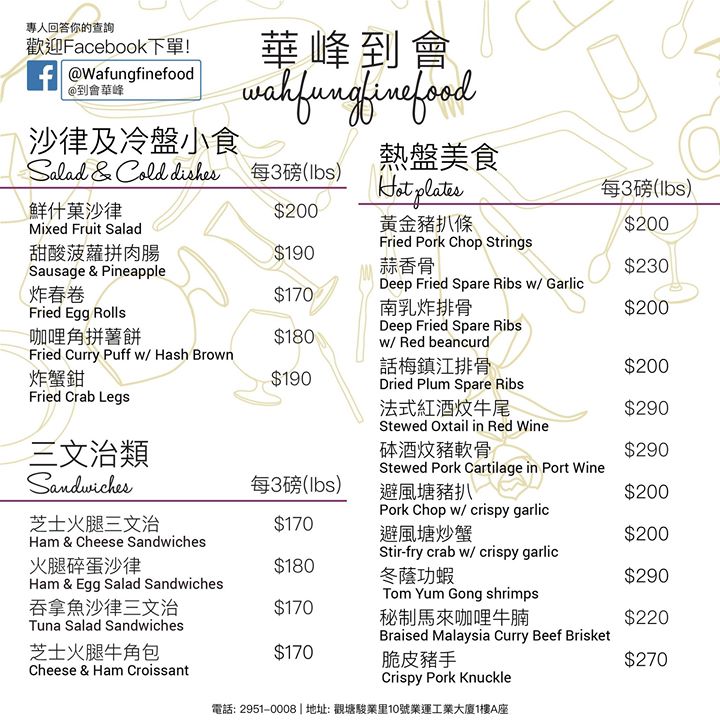 專人回答你的查詢
歡迎Facebook下單!
@Wafungfinefood
@到會華峰
華峰到會
wahfungfinefood
沙律及冷盤小食
Salad & Cold dishes 每3磅(lbs)
鮮什菓沙律 $200
Mixed Fruit Salad
甜酸菠蘿拼肉腸 $190
Sausage & Pineapple
炸春卷 $170
Fried Egg Rolls
咖哩角拼薯餅 $180
Fried Curry Puff w/ Hash Brown
炸蟹鉗 $190
Fried Crab Legs
三文治類
Sandwiches 每3磅(lbs)
芝士火腿三文治 $170
Ham & Cheese Sandwiches
火腿碎蛋沙律 $180
Ham & Egg Salad Sandwiches
吞拿魚沙律三文治 $170
Tuna Salad Sandwiches
芝士火腿牛角包 $170
Cheese & Ham Croissant
熱盤美食
Hot plates 每3磅(lbs)
黃金豬扒條 $200
Fried Pork Chop Strings
蒜香骨 $230
Deep Fried Spare Ribs w/ Garlic
南乳炸排骨 $200
Deep Fried Spare Ribs
w/ Red beancurd
話梅鎮江排骨 $200
Dried Plum Spare Ribs
法式紅酒炆牛尾 $290
Stewed Oxtail in Red Wine
砵酒炆豬軟骨 $290
Stewed Pork Cartilage in Port Wine
避風塘豬扒 $200
Pork Chop w/ crispy garlic
避風塘炒蟹 $200
Stir-fry crab w/ crispy garlic
冬蔭功蝦 $290
Tom Yum Gong shrimps
秘制馬來咖哩牛腩 $220
Braised Malaysia Curry Beef Brisket
脆皮豬手 $270
Crispy Pork Knuckle
電話: 2951-0008 | 地址: 觀塘駿業里10號業運工業大廈1樓A座